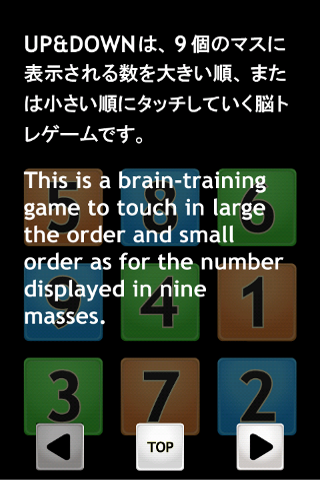 UP&DOWNは、9個のマスに
表示される数を大きい順、また
は小さい順にタッチしていく脳ト
レゲームです。
This is a brain-training
game to touch in large
the order and small
order as for the number
displayed in nine
masses.
5 8 6
9 4 1
3 7 2
TOP